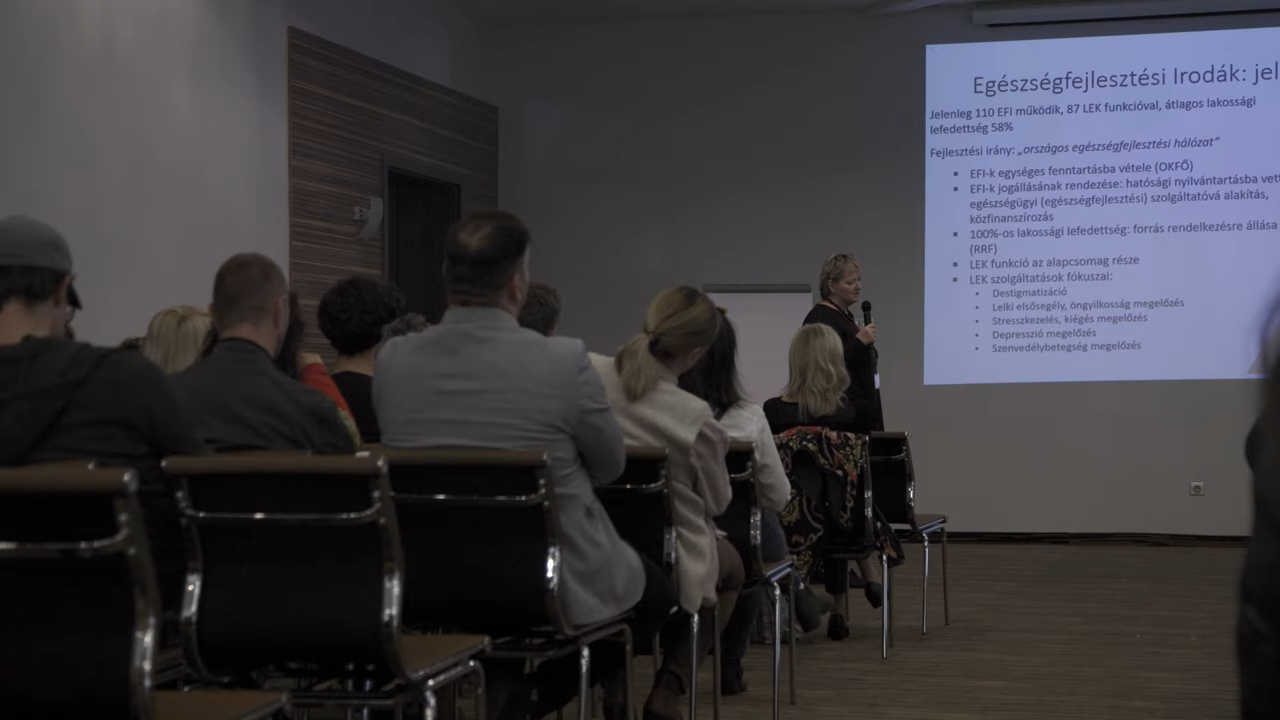 Egészségfejlesztési Irodák: jel
Jelenleg 110 EFI működik, 87 LEK funkcióval, átlagos lakossági
lefedettség 58%
Fejlesztési irány: „országos egészségfejlesztési hálózat”
▪ EFI-k egységes fenntartásba vétele (OKFŐ)
▪ EFI-k jogállásának rendezése: hatósági nyilvántartásba vett
egészségügyi (egészségfejlesztési) szolgáltatóvá alakítás,
közfinanszírozás
▪ 100%-os lakossági lefedettség: forrás rendelkezésre állása
(RRF)
▪ LEK funkció az alapcsomag része
▪ LEK szolgáltatások fókuszai:
• Destigmatizáció
• Lelki elsősegély, öngyilkosság megelőzés
• Stresszkezelés, kiégés megelőzés
• Depresszió megelőzés
• Szenvedélybetegség megelőzés